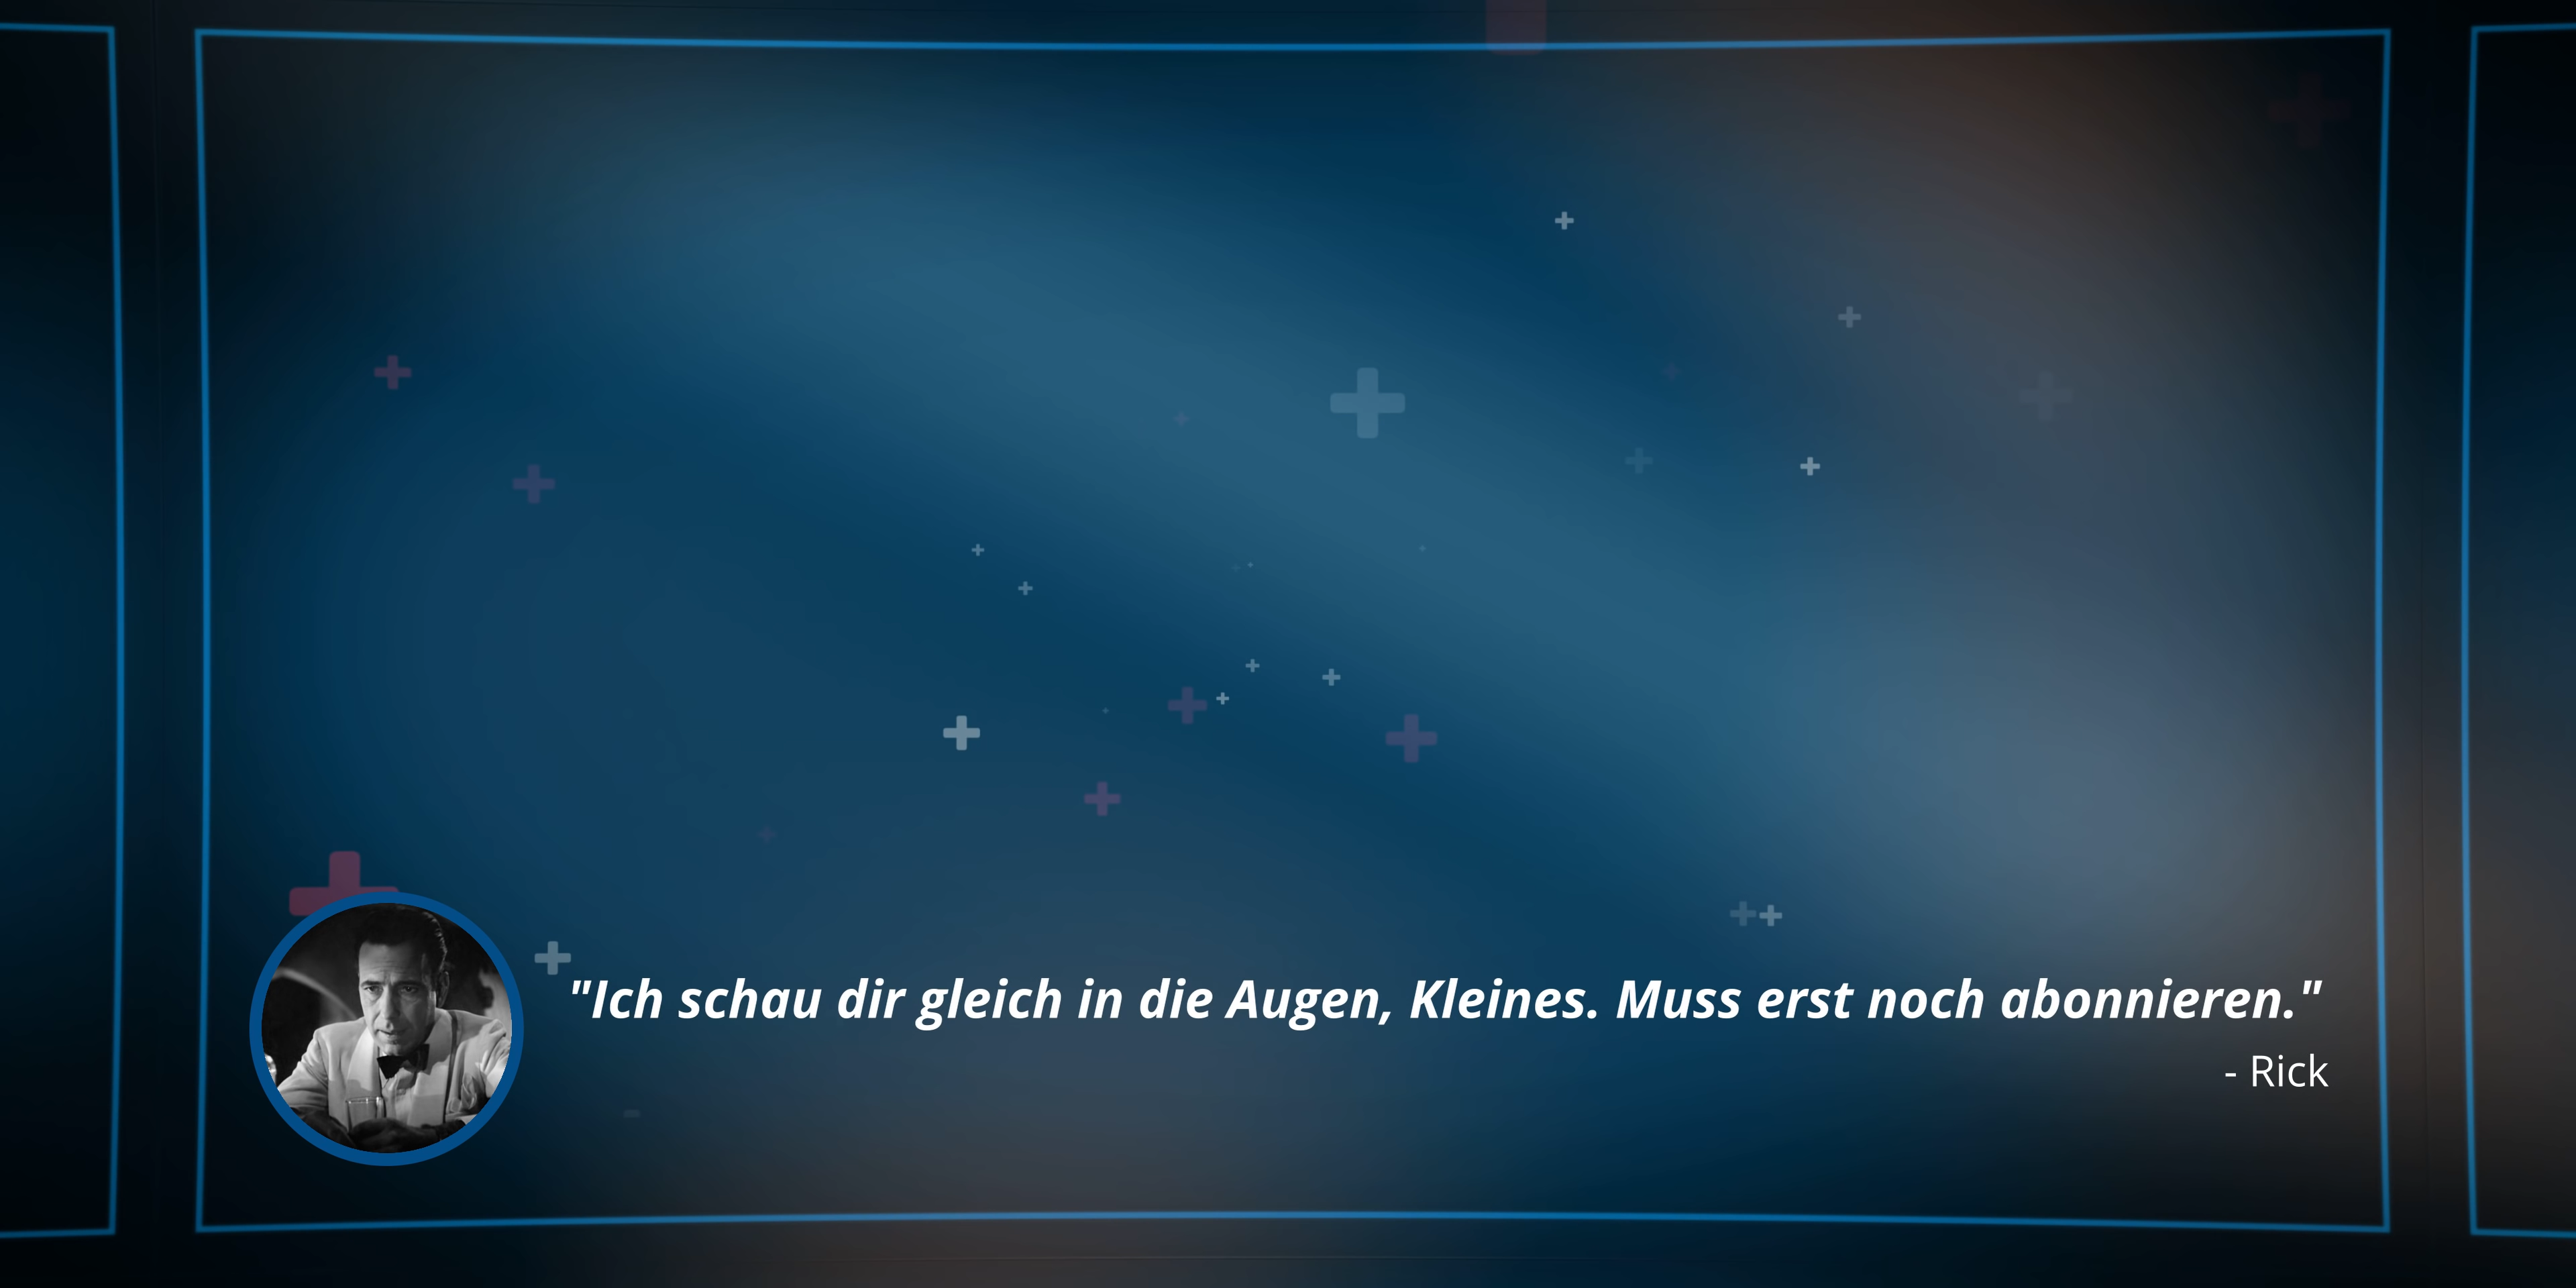 "Ich schau dir gleich in die Augen, Kleines. Muss erst noch abonnieren."
- Rick